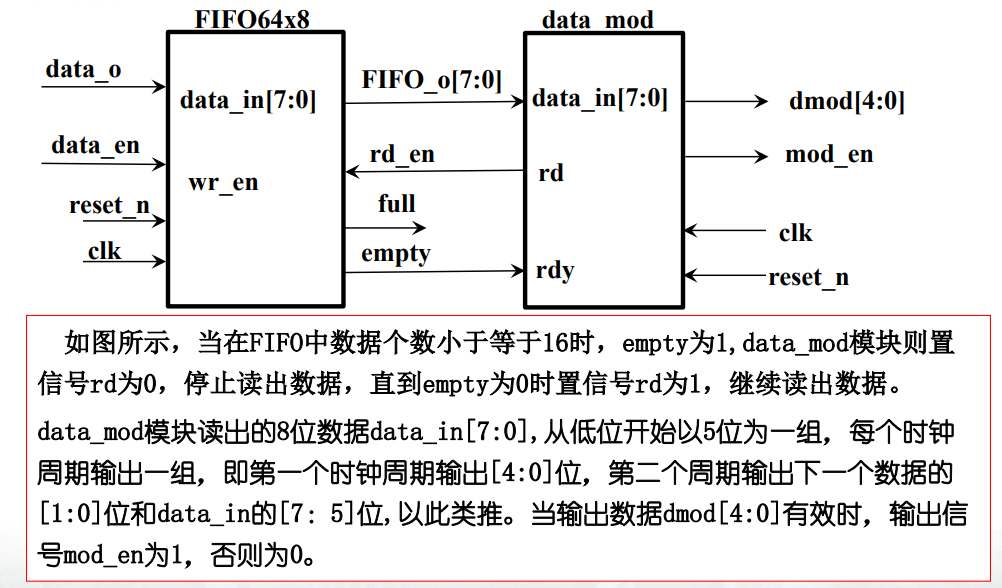 FIFO64x8
data_mod
data_o
data_in[7:0]
FIFO_o[7:0]
data_in[7:0]
dmod[4:0]
data_en
wr_en
rd_en
rd
mod_en
reset_n
full
clk
clk
empty
rdy
reset_n
如图所示，当在FIFO中数据个数小于等于16时，empty为1,data_mod模块则置
信号rd为0，停止读出数据，直到empty为0时置信号rd为1，继续读出数据。
data_mod模块读出的8位数据data_in[7:0],从低位开始以5位为一组，每个时钟
周期输出一组，即第一个时钟周期输出[4:0]位，第二个周期输出下一个数据的
[1:0]位和data_in的[7: 5]位,以此类推。当输出数据dmod[4:0]有效时，输出信
号mod_en为1，否则为0。